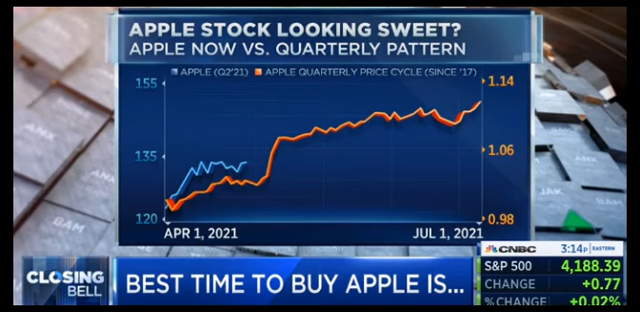 APPLE STOCK LOOKING SWEET?
APPLE NOW VS. QUARTERLY PATTERN
APPLE (Q2'21) APPLE QUARTERLY PRICE CYCLE (SINCE '17)
155 1.14
135 1.06
120 0.98
APR 1, 2021 JUL 1, 2021
BAM
CLOSING
BELL
BEST TIME TO BUY APPLE IS...
CNBC 3:14P EASTERN
S&P 500 4,188.39
CHANGE +0.77
% CHANGE +0.02%